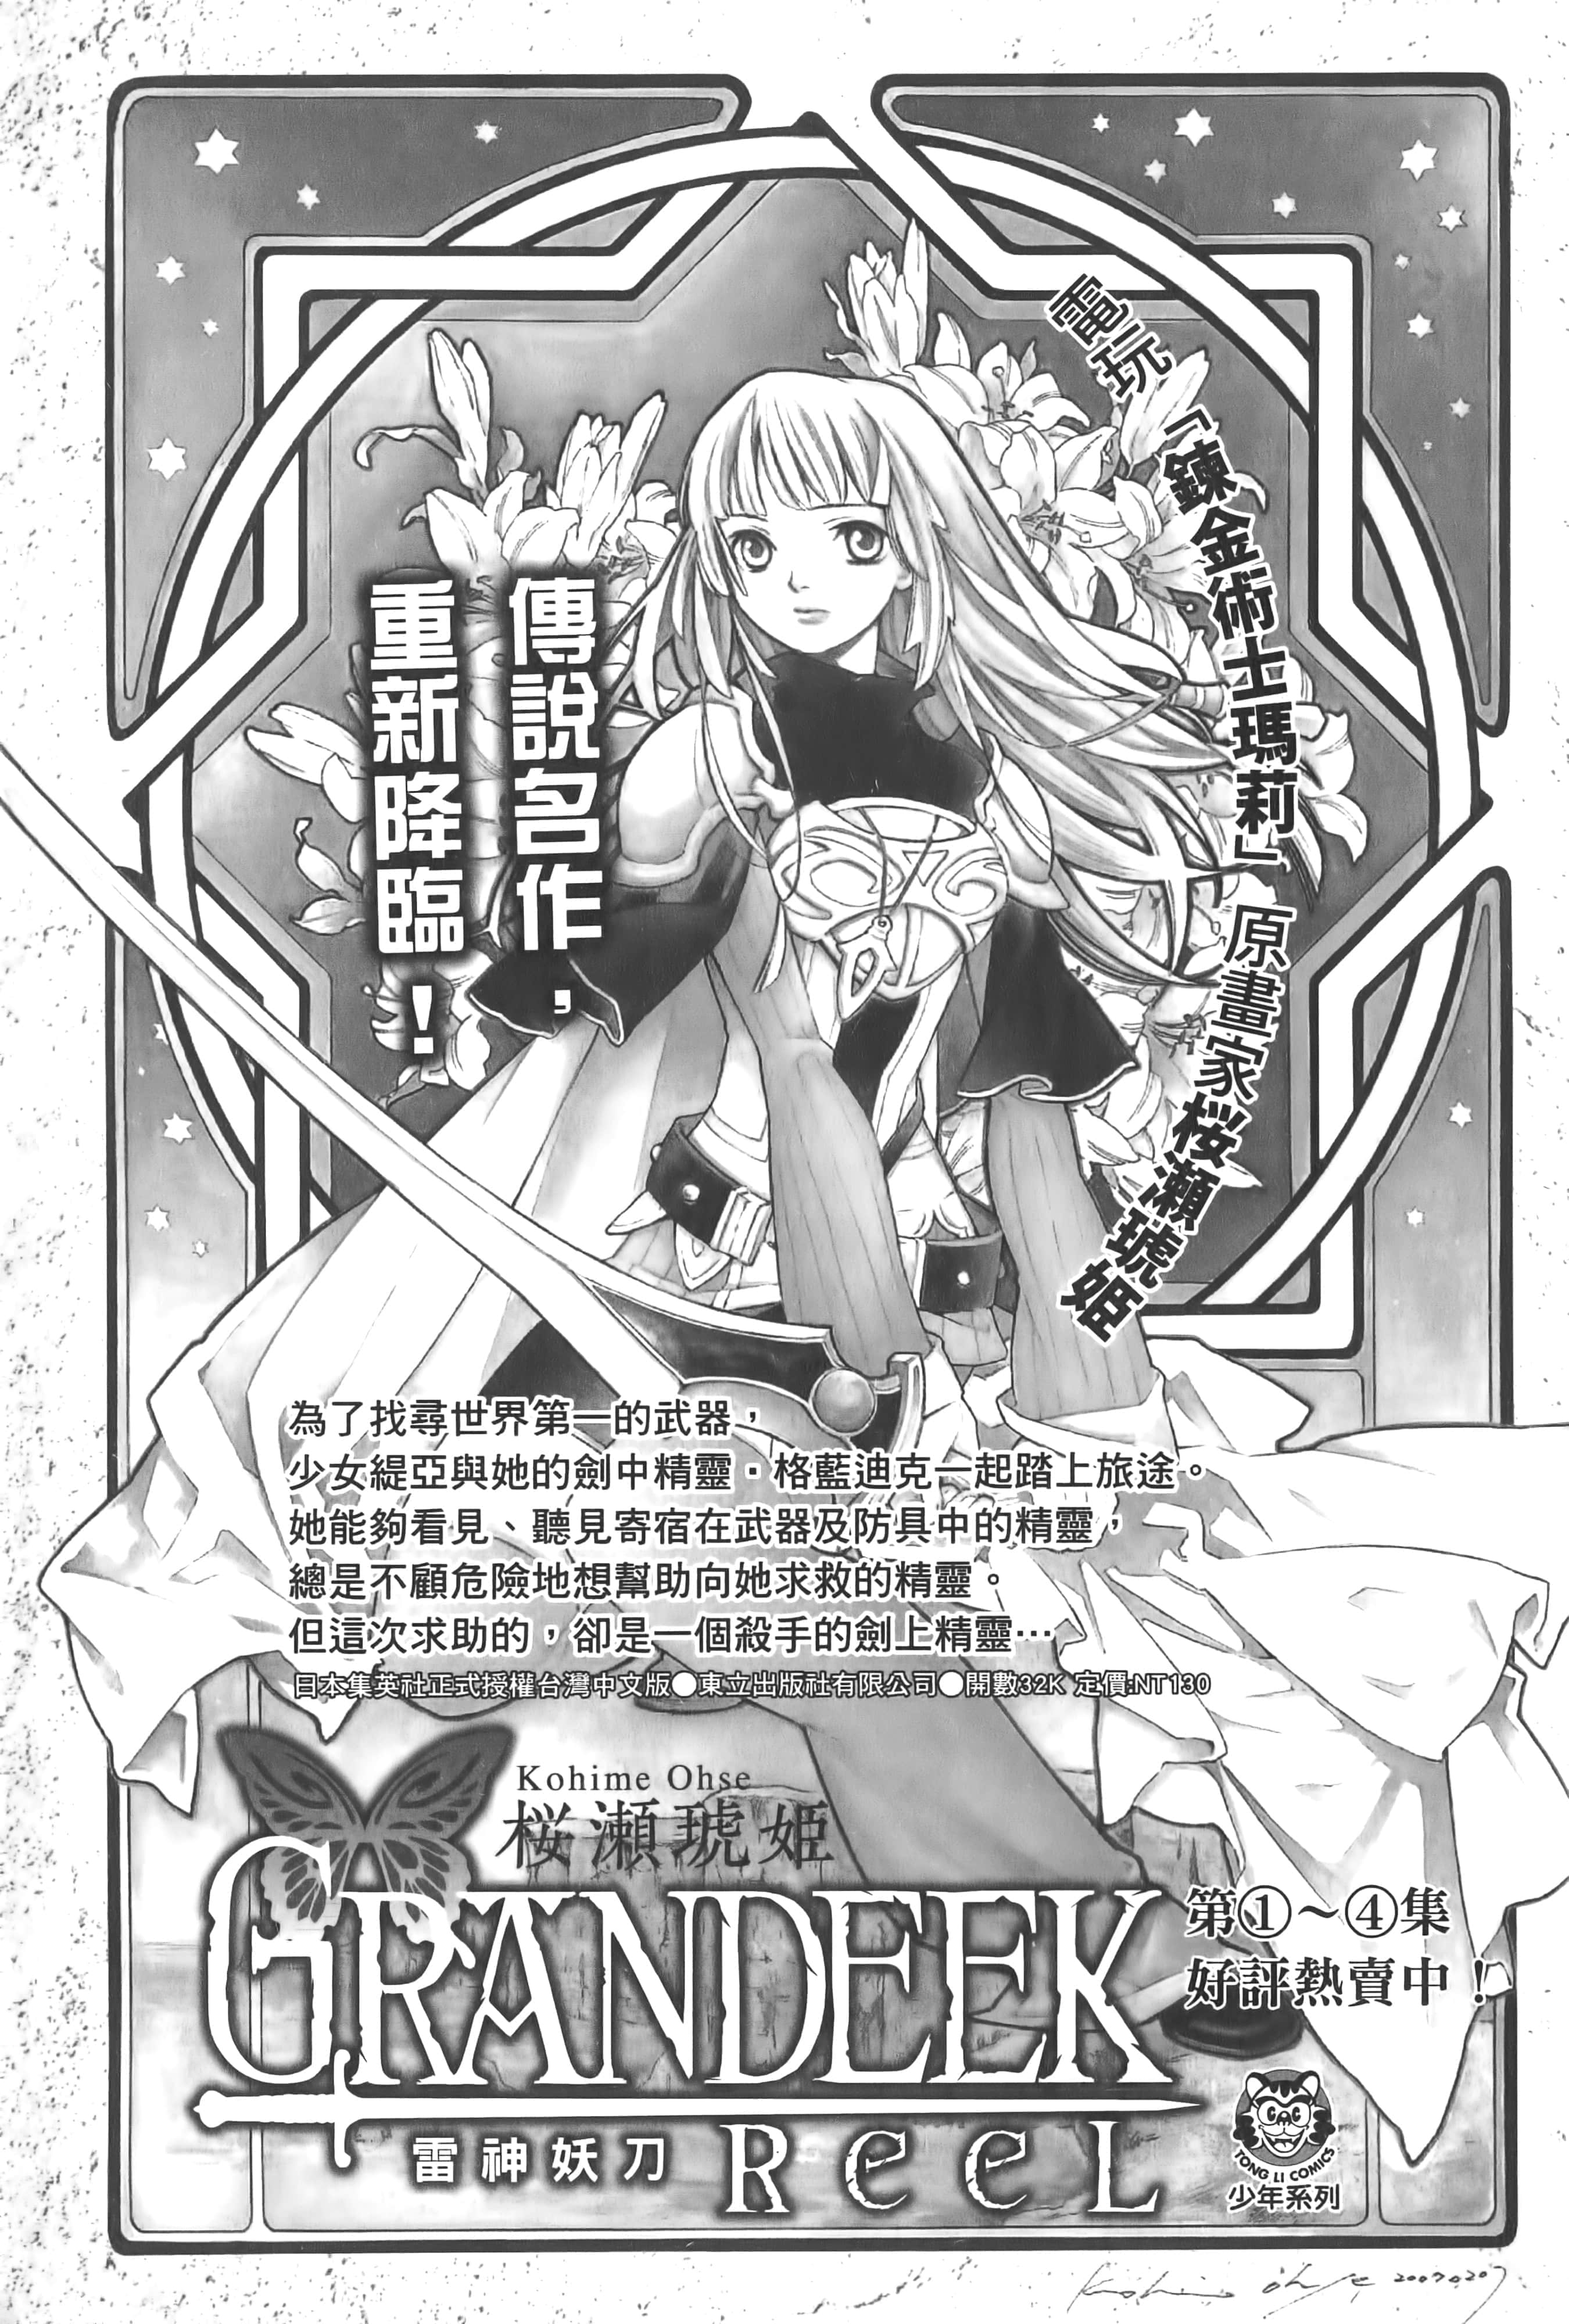 電玩「鍊金術士瑪莉」原畫家桜瀬琥姫
傳說名作，
重新降臨！
為了找尋世界第一的武器，
少女緹亞與她的劍中精靈・格藍迪克一起踏上旅途。
她能夠看見、聽見寄宿在武器及防具中的精靈，
總是不顧危險地想幫助向她求救的精靈。
但這次求助的，卻是一個殺手的劍上精靈…
日本集英社正式授權台灣中文版●東立出版社有限公司●開數32K 定價:NT130
Kohime Ohse
桜瀬琥姫
GRANDEEK
ReeL
雷神妖刀
第①～④集
好評熱賣中！
TONG LI COMICS
少年系列